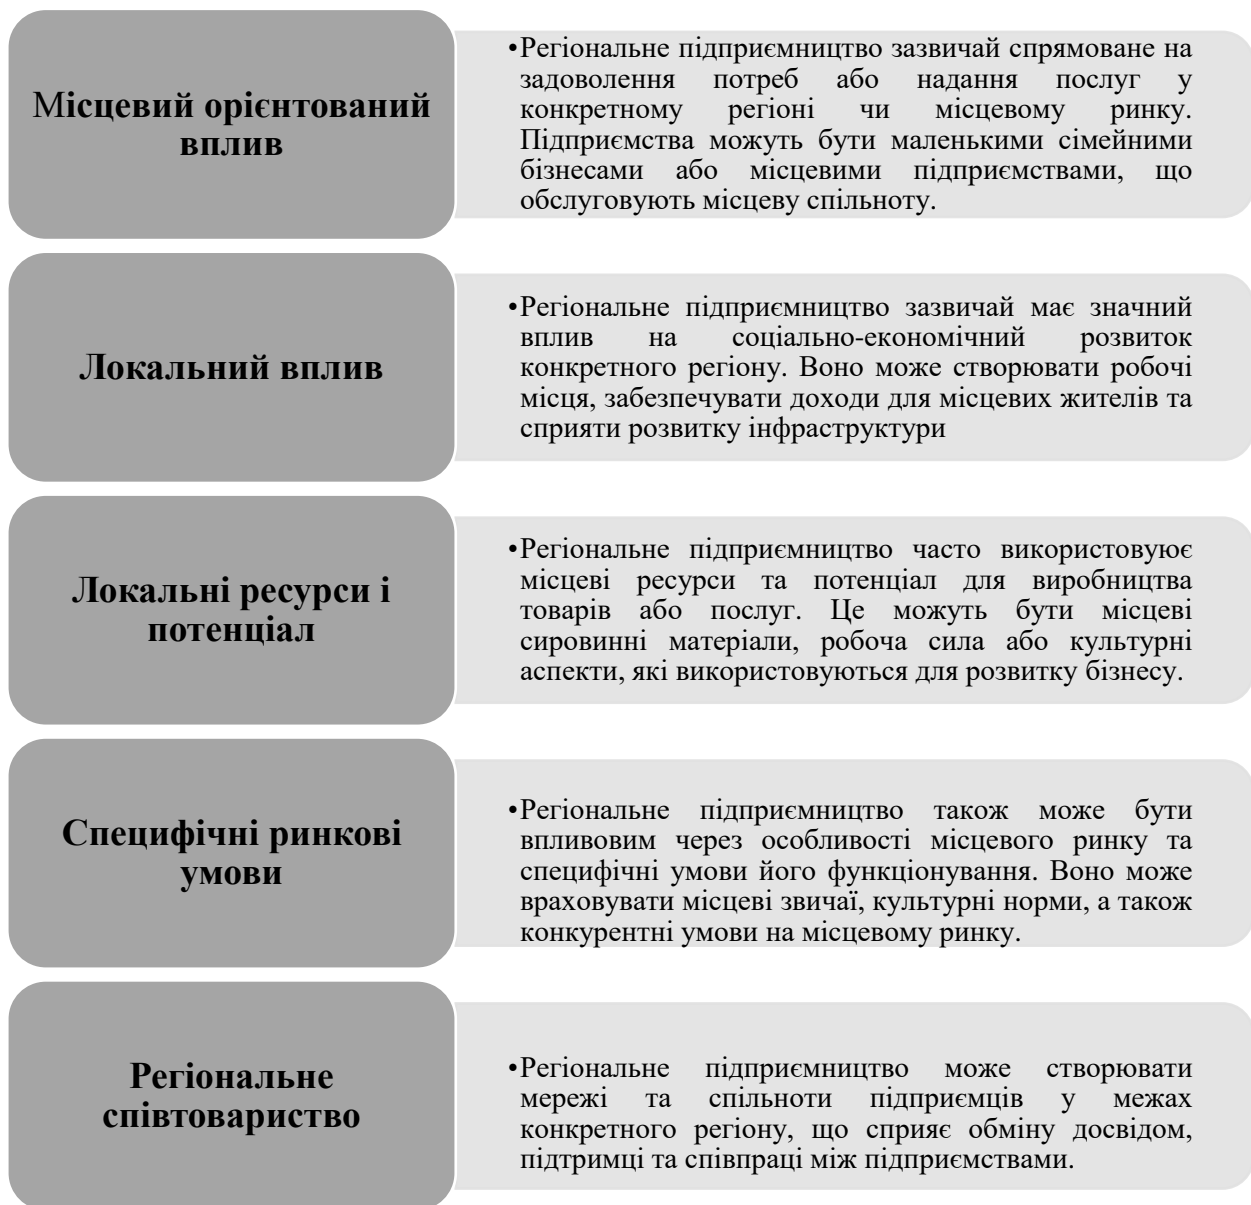 Місцевий орієнтований
вплив
•Регіональне підприємництво зазвичай спрямоване на
задоволення потреб або надання послуг у
конкретному регіоні чи місцевому ринку.
Підприємства можуть бути маленькими сімейними
бізнесами або місцевими підприємствами, що
обслуговують місцеву спільноту.
Локальний вплив
•Регіональне підприємництво зазвичай має значний
вплив на соціально-економічний розвиток
конкретного регіону. Воно може створювати робочі
місця, забезпечувати доходи для місцевих жителів та
сприяти розвитку інфраструктури
Локальні ресурси і
потенціал
•Регіональне підприємництво часто використовуює
місцеві ресурси та потенціал для виробництва
товарів або послуг. Це можуть бути місцеві
сировинні матеріали, робоча сила або культурні
аспекти, які використовуються для розвитку бізнесу.
Специфічні ринкові
умови
•Регіональне підприємництво також може бути
впливовим через особливості місцевого ринку та
специфічні умови його функціонування. Воно може
враховувати місцеві звичаї, культурні норми, а також
конкурентні умови на місцевому ринку.
Регіональне
співтовариство
•Регіональне підприємництво може створювати
мережі та спільноти підприємців у межах
конкретного регіону, що сприяє обміну досвідом,
підтримці та співпраці між підприємствами.